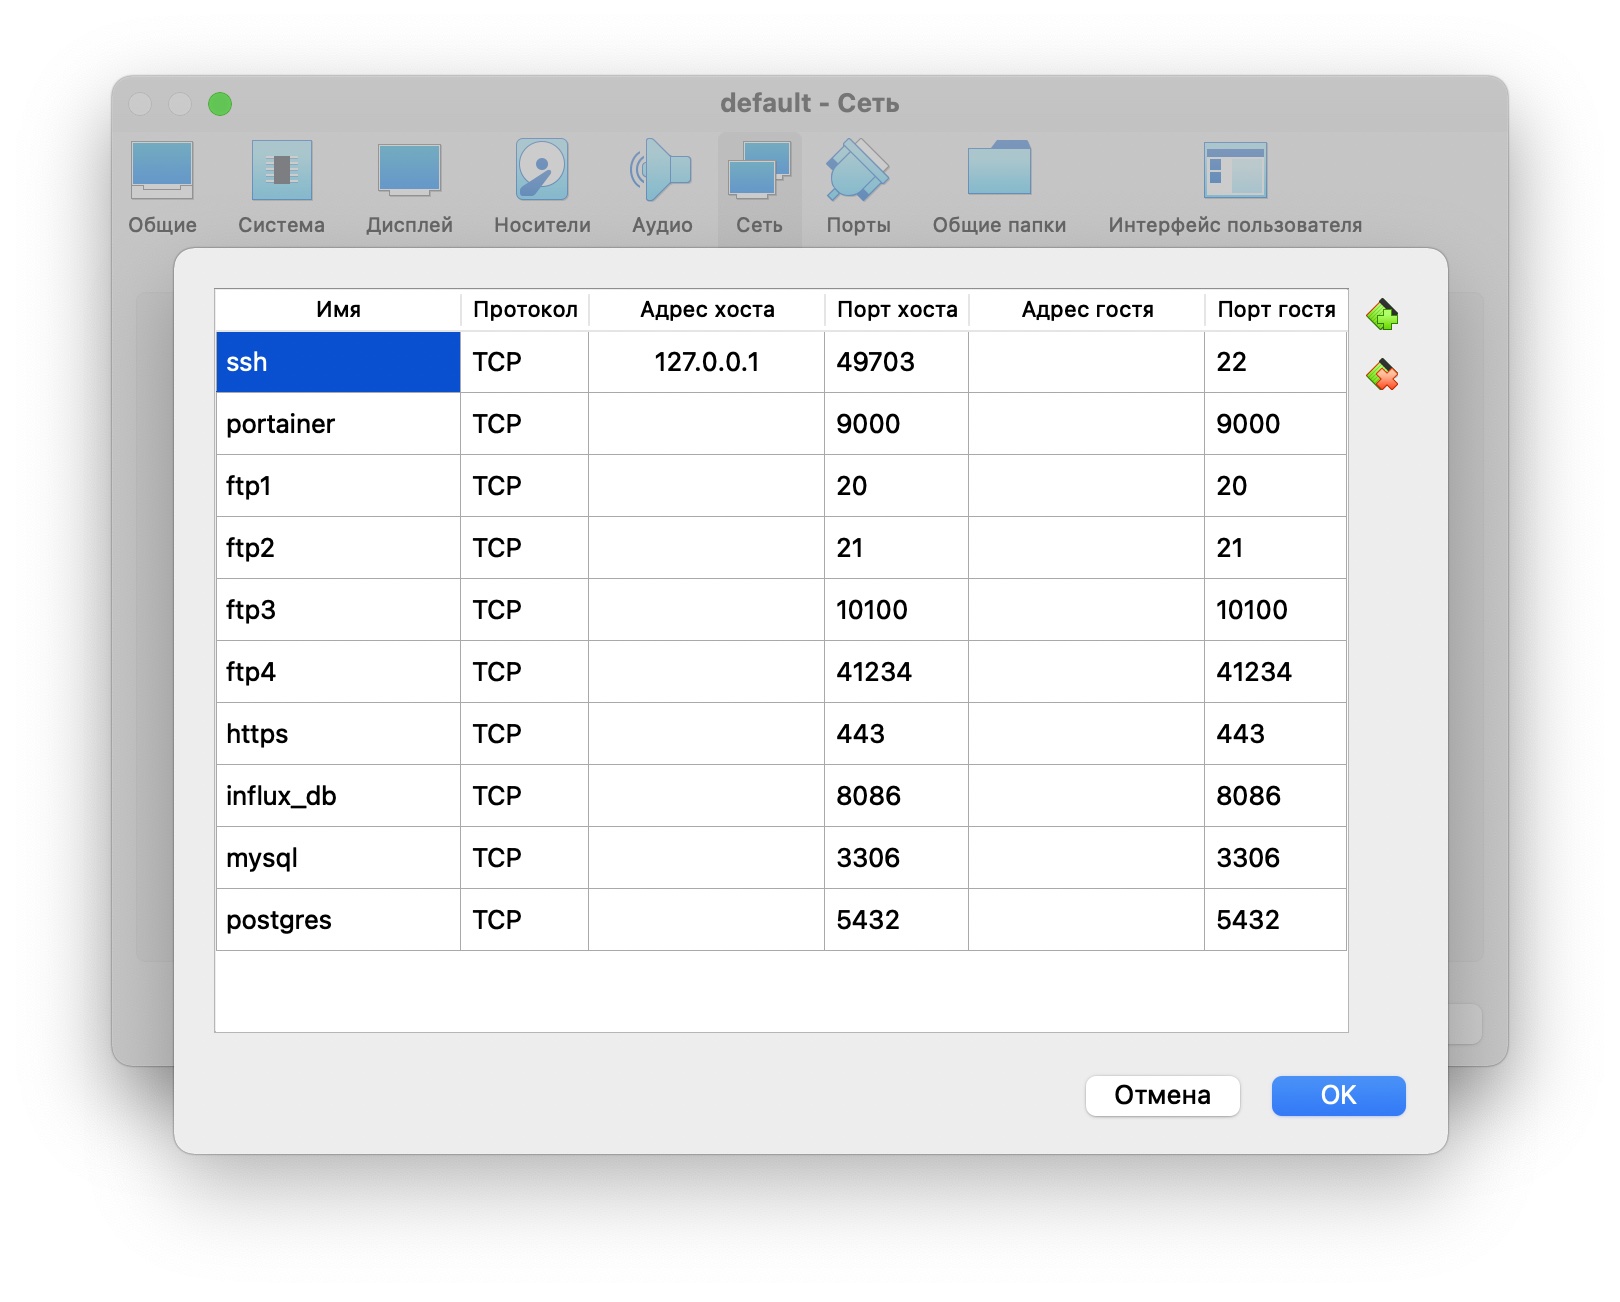 default - Сеть
Общие Система Дисплей Носители Аудио Сеть Порты Общие папки Интерфейс пользователя
Имя Протокол Адрес хоста Порт хоста Адрес гостя Порт гостя
ssh TCP 127.0.0.1 49703 22
portainer TCP 9000 9000
ftp1 TCP 20 20
ftp2 TCP 21 21
ftp3 TCP 10100 10100
ftp4 TCP 41234 41234
https TCP 443 443
influx_db TCP 8086 8086
mysql TCP 3306 3306
postgres TCP 5432 5432
Отмена OK